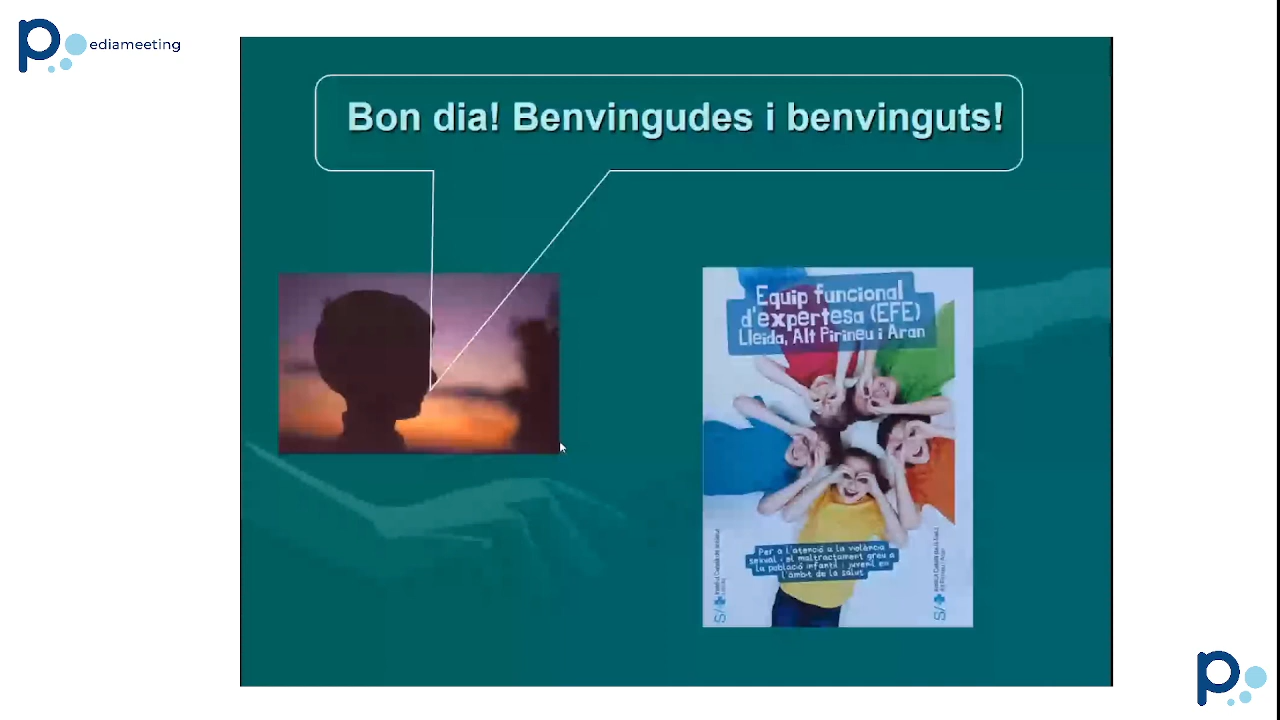 Pediameeting
Bon dia! Benvingudes i benvinguts!
Equip funcional
d'expertesa (EFE)
Lleida, Alt Pirineu i Aran
Per a l'atenció a la violència
sexual i el maltractament greu a
la població infantil i juvenil en
l'àmbit de la salut